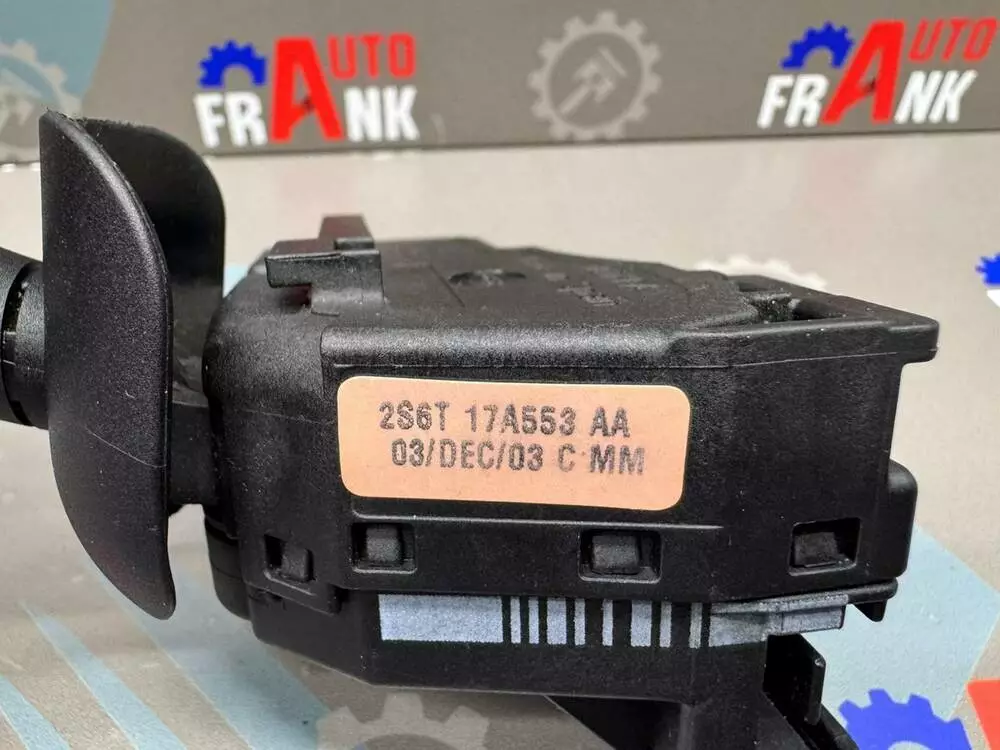 AUTO
FRANK
AUTO
FRANK
2S6T 17A553 AA
03/DEC/03 C MM